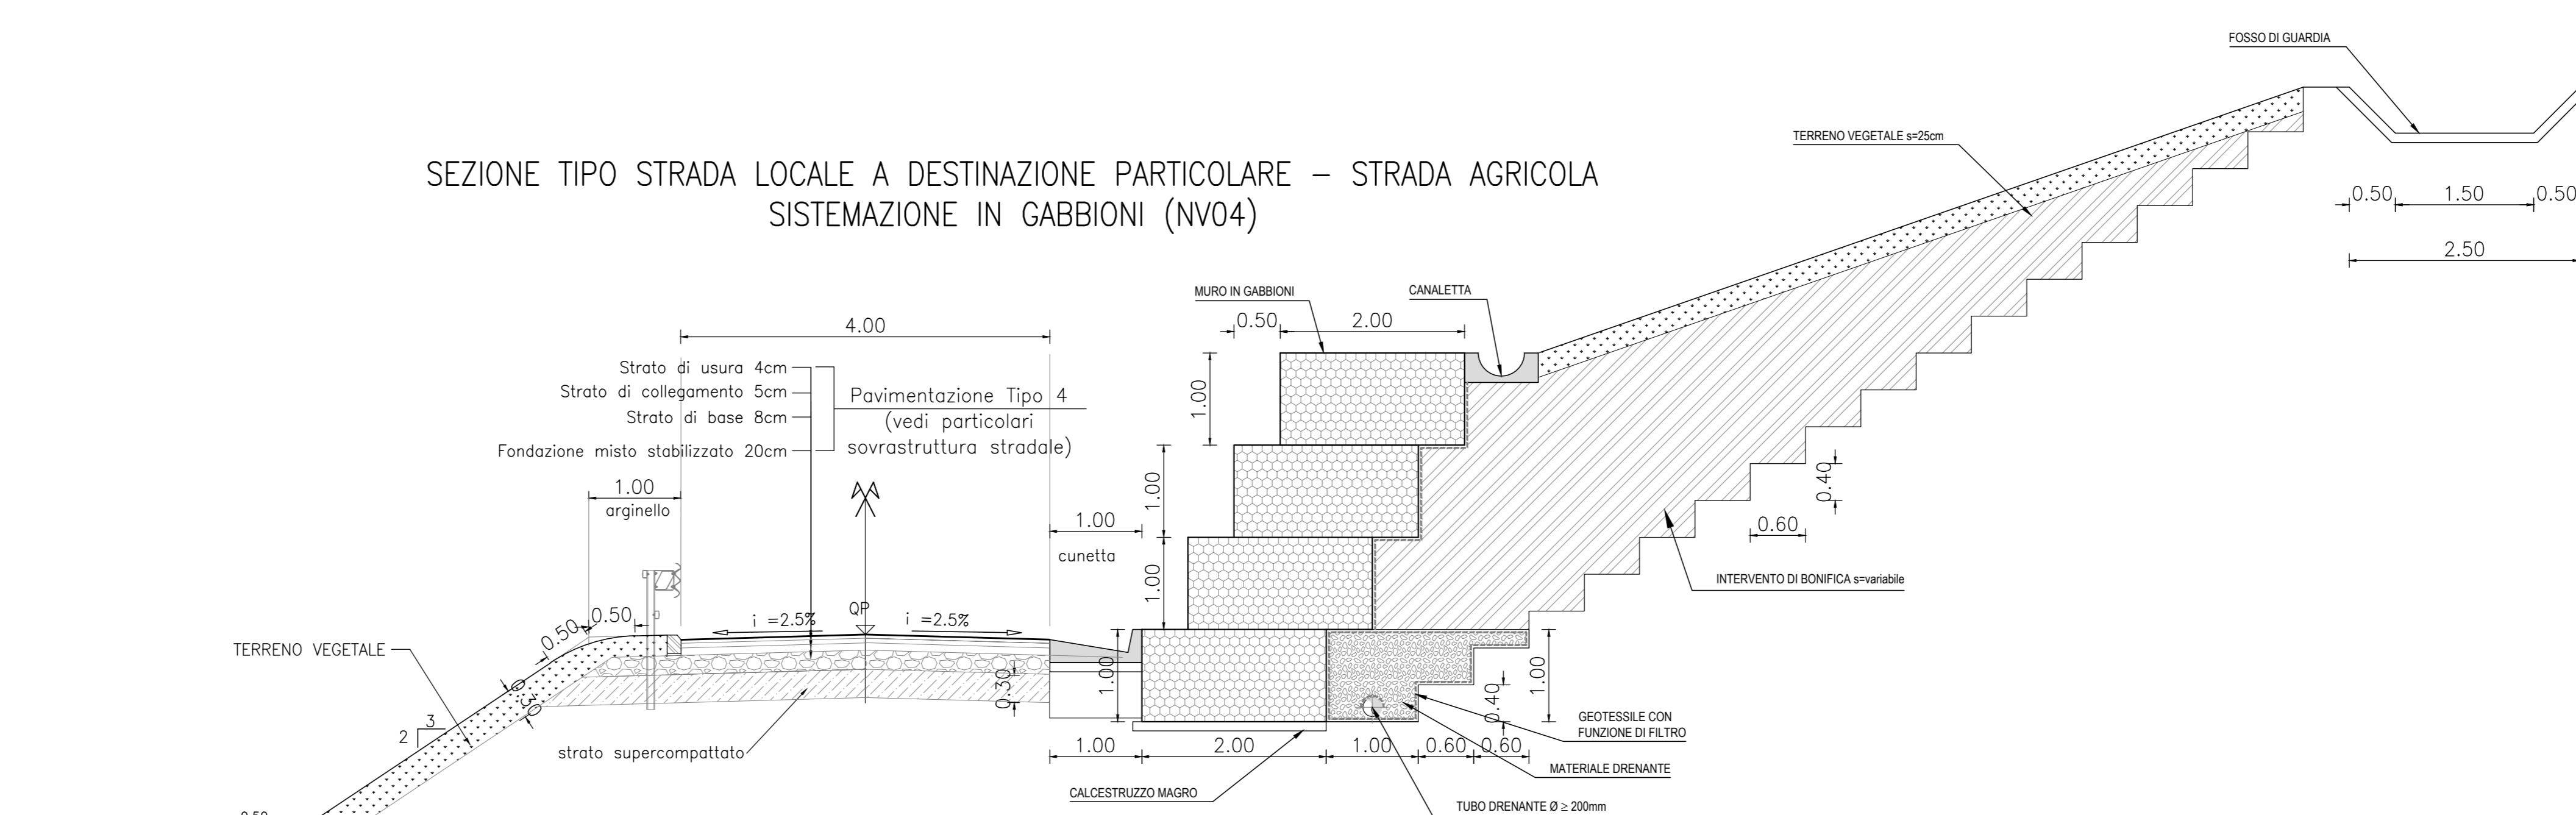 FOSSO DI GUARDIA
TERRENO VEGETALE s=25cm
SEZIONE TIPO STRADA LOCALE A DESTINAZIONE PARTICOLARE – STRADA AGRICOLA
SISTEMAZIONE IN GABBIONI (NV04)
0.50 1.50 0.50
2.50
MURO IN GABBIONI
CANALETTA
0.50 2.00
4.00
Strato di usura 4cm
Strato di collegamento 5cm
Strato di base 8cm
Fondazione misto stabilizzato 20cm
Pavimentazione Tipo 4
(vedi particolari
sovrastruttura stradale)
1.00
1.00
arginello
1.00
0.40
0.60
1.00
cunetta
1.00
INTERVENTO DI BONIFICA s=variabile
0.50
0.50
i =2.5%
QP
i =2.5%
TERRENO VEGETALE
0.30
0.30
1.00
0.40
1.00
3
2
strato supercompattato
GEOTESSILE CON
FUNZIONE DI FILTRO
1.00 2.00 1.00 0.60 0.60
MATERIALE DRENANTE
CALCESTRUZZO MAGRO
TUBO DRENANTE Ø ≥ 200mm